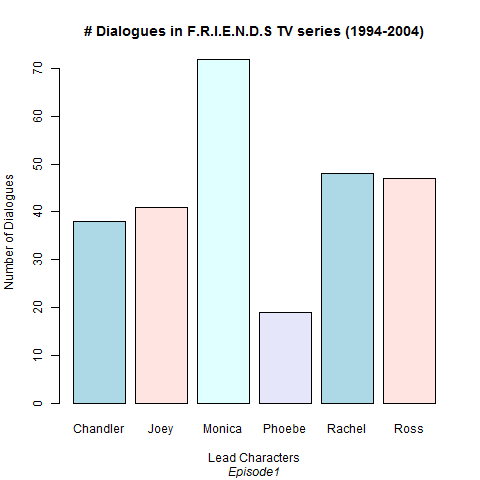 # Dialogues in F.R.I.E.N.D.S TV series (1994-2004)
Number of Dialogues
70
60
50
40
30
20
10
0
Chandler Joey Monica Phoebe Rachel Ross
Lead Characters
Episode1